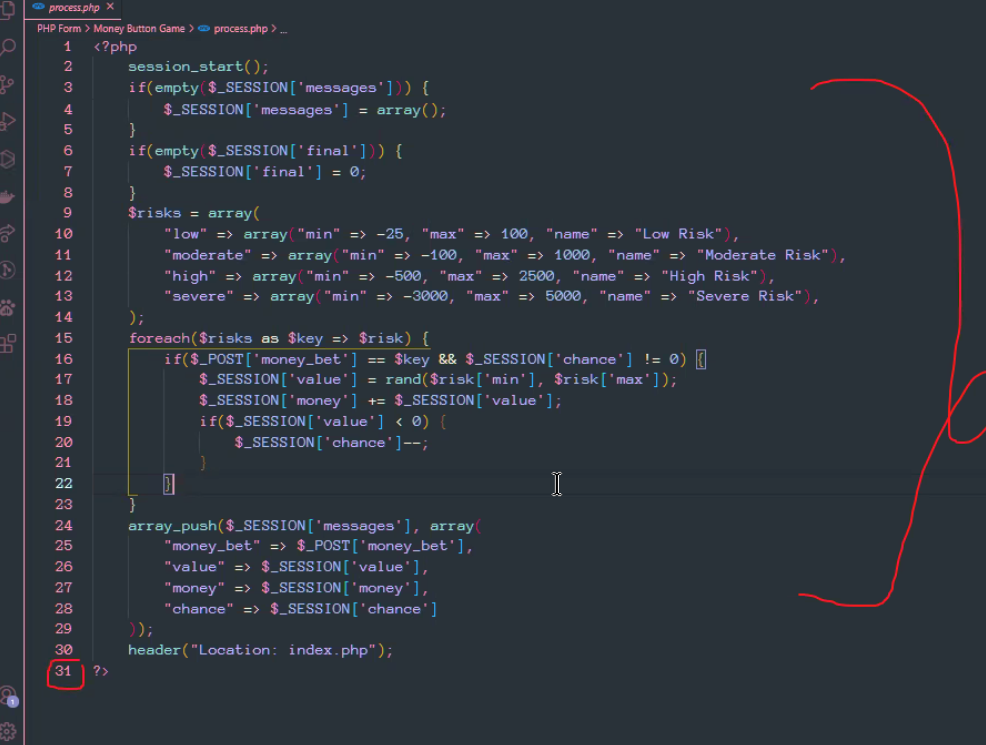 process.php ×
PHP Form > Money Button Game > process.php > ...
1 <?php
2 session_start();
3 if(empty($_SESSION['messages'])) {
4 $_SESSION['messages'] = array();
5 }
6 if(empty($_SESSION['final'])) {
7 $_SESSION['final'] = 0;
8 }
9 $risks = array(
10 "low" => array("min" => -25, "max" => 100, "name" => "Low Risk"),
11 "moderate" => array("min" => -100, "max" => 1000, "name" => "Moderate Risk"),
12 "high" => array("min" => -500, "max" => 2500, "name" => "High Risk"),
13 "severe" => array("min" => -3000, "max" => 5000, "name" => "Severe Risk"),
14 );
15 foreach($risks as $key => $risk) {
16 if($_POST['money_bet'] == $key && $_SESSION['chance'] != 0) {
17 $_SESSION['value'] = rand($risk['min'], $risk['max']);
18 $_SESSION['money'] += $_SESSION['value'];
19 if($_SESSION['value'] < 0) {
20 $_SESSION['chance']--;
21 }
22 }
23 }
24 array_push($_SESSION['messages'], array(
25 "money_bet" => $_POST['money_bet'],
26 "value" => $_SESSION['value'],
27 "money" => $_SESSION['money'],
28 "chance" => $_SESSION['chance']
29 ));
30 header("Location: index.php");
31 ?>
1